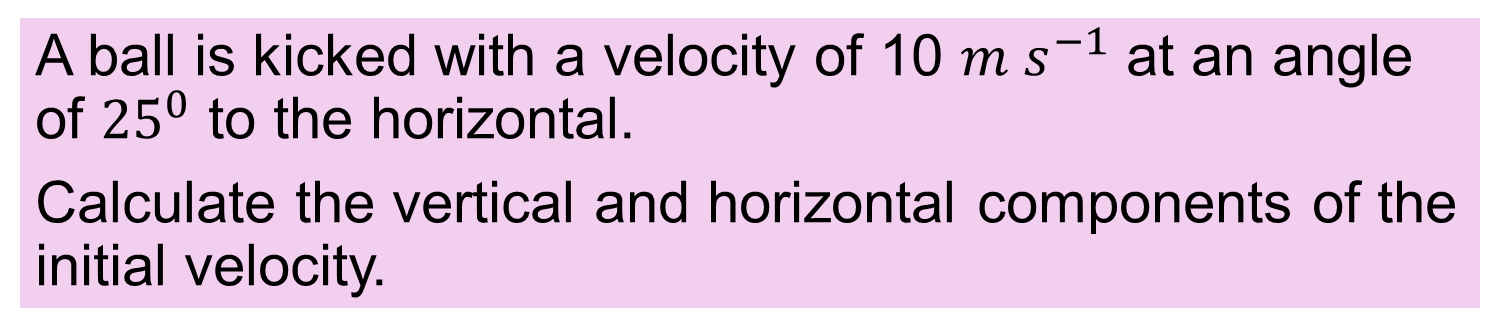 A ball is kicked with a velocity of 10 m s⁻¹ at an angle
of 25⁰ to the horizontal.
Calculate the vertical and horizontal components of the
initial velocity.